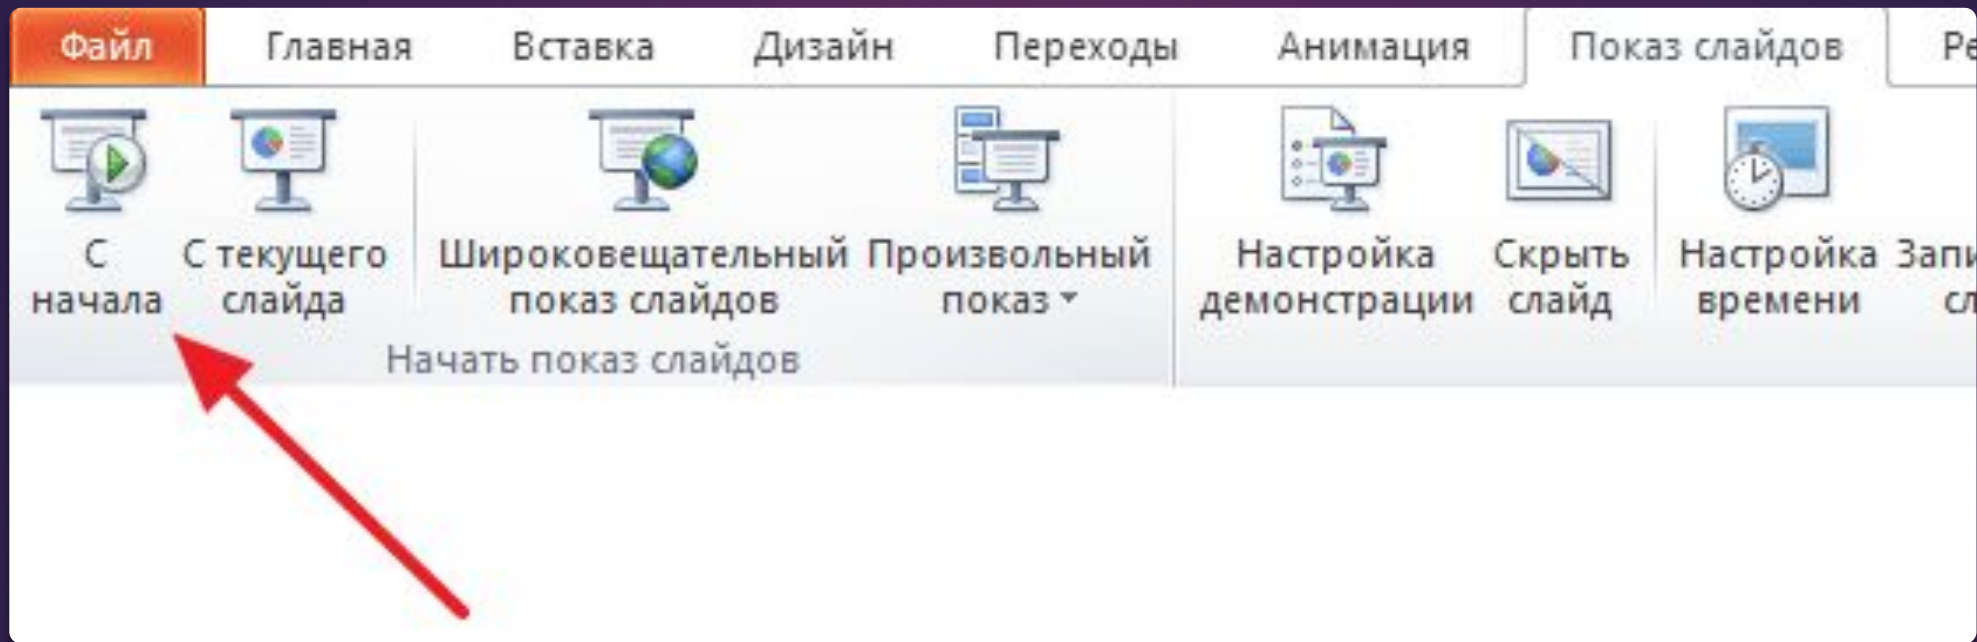 Файл Главная Вставка Дизайн Переходы Анимация Показ слайдов
С С текущего Широковещательный Произвольный Настройка Скрыть Настройка
начала слайда показ слайдов показ демонстрации слайд времени
Начать показ слайдов